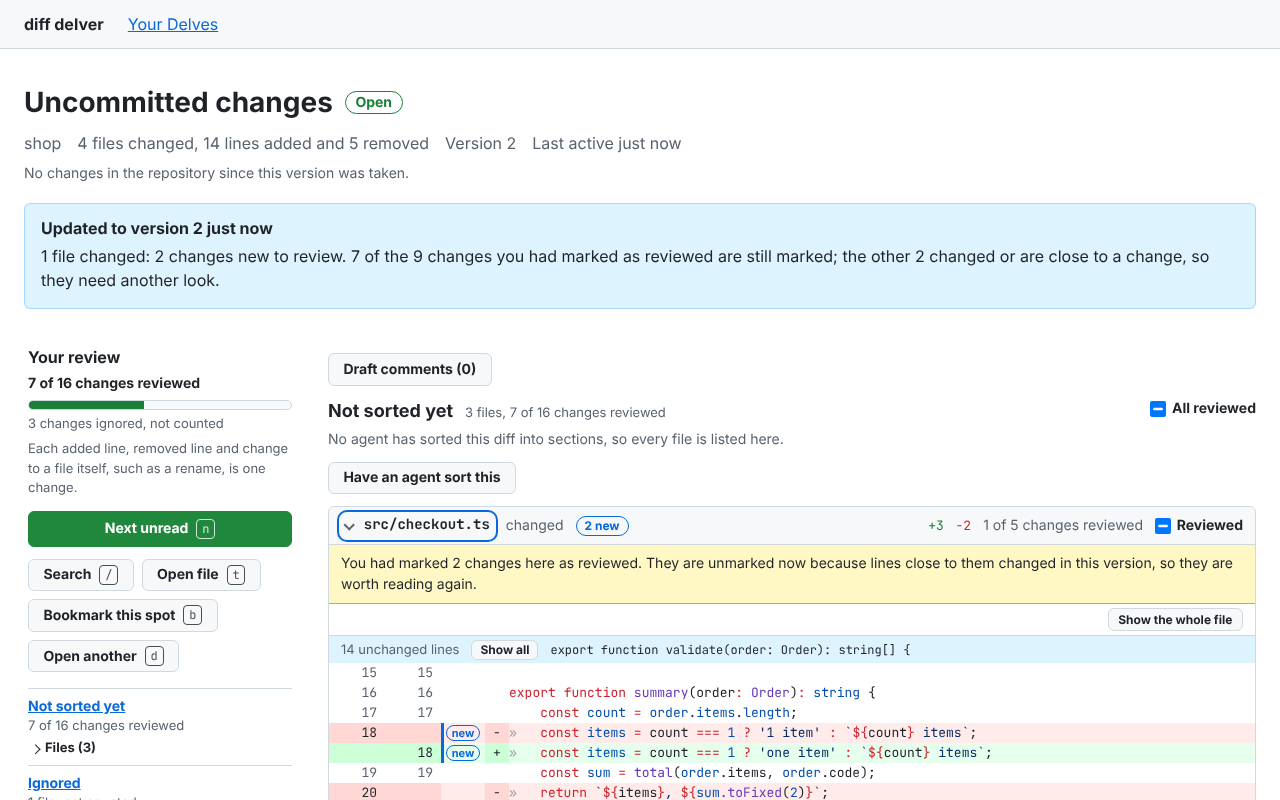 diff delver Your Delves
Uncommitted changes Open
shop 4 files changed, 14 lines added and 5 removed Version 2 Last active just now
No changes in the repository since this version was taken.
Updated to version 2 just now
1 file changed: 2 changes new to review. 7 of the 9 changes you had marked as reviewed are still marked; the other 2 changed or are close to a change, so
they need another look.
Your review
7 of 16 changes reviewed
3 changes ignored, not counted
Each added line, removed line and change
to a file itself, such as a rename, is one
change.
Next unread n
Search / Open file t
Bookmark this spot b
Open another d
Not sorted yet
7 of 16 changes reviewed
Files (3)
Ignored
Draft comments (0)
Not sorted yet 3 files, 7 of 16 changes reviewed All reviewed
No agent has sorted this diff into sections, so every file is listed here.
Have an agent sort this
src/checkout.ts changed 2 new +3 -2 1 of 5 changes reviewed Reviewed
You had marked 2 changes here as reviewed. They are unmarked now because lines close to them changed in this version, so they are
worth reading again.
Show the whole file
14 unchanged lines Show all export function validate(order: Order): string[] {
15 15
16 16 export function summary(order: Order): string {
17 17 const count = order.items.length;
18 new - » const items = count === 1 ? '1 item' : `${count} items`;
18 new + » const items = count === 1 ? 'one item' : `${count} items`;
19 19 const sum = total(order.items, order.code);
20 - » return `${items}, ${sum.toFixed(2)}`;